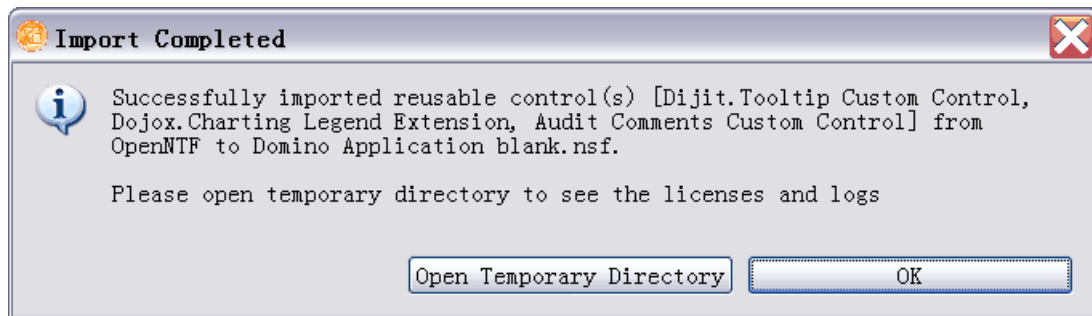 Import Completed
Successfully imported reusable control(s) [Dijit.Tooltip Custom Control,
Dojox.Charting Legend Extension, Audit Comments Custom Control] from
OpenNTF to Domino Application blank.nsf.
Please open temporary directory to see the licenses and logs
Open Temporary Directory
OK